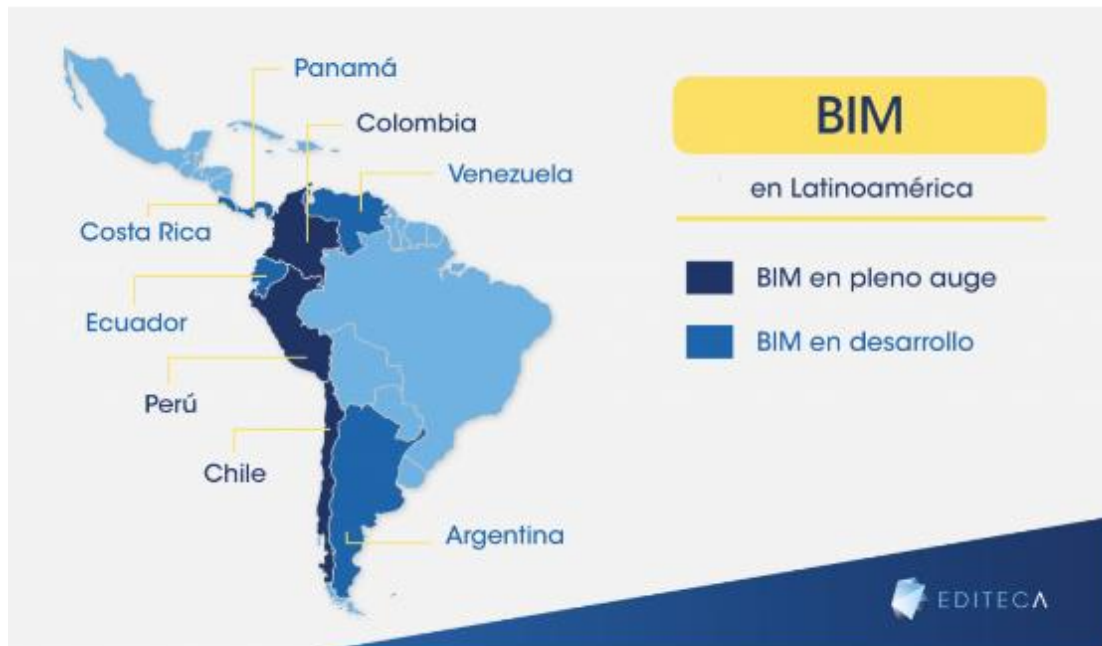 Panamá
Colombia
Venezuela
Costa Rica
Ecuador
Perú
Chile
Argentina
BIM
en Latinoamérica
BIM en pleno auge
BIM en desarrollo
EDITECA